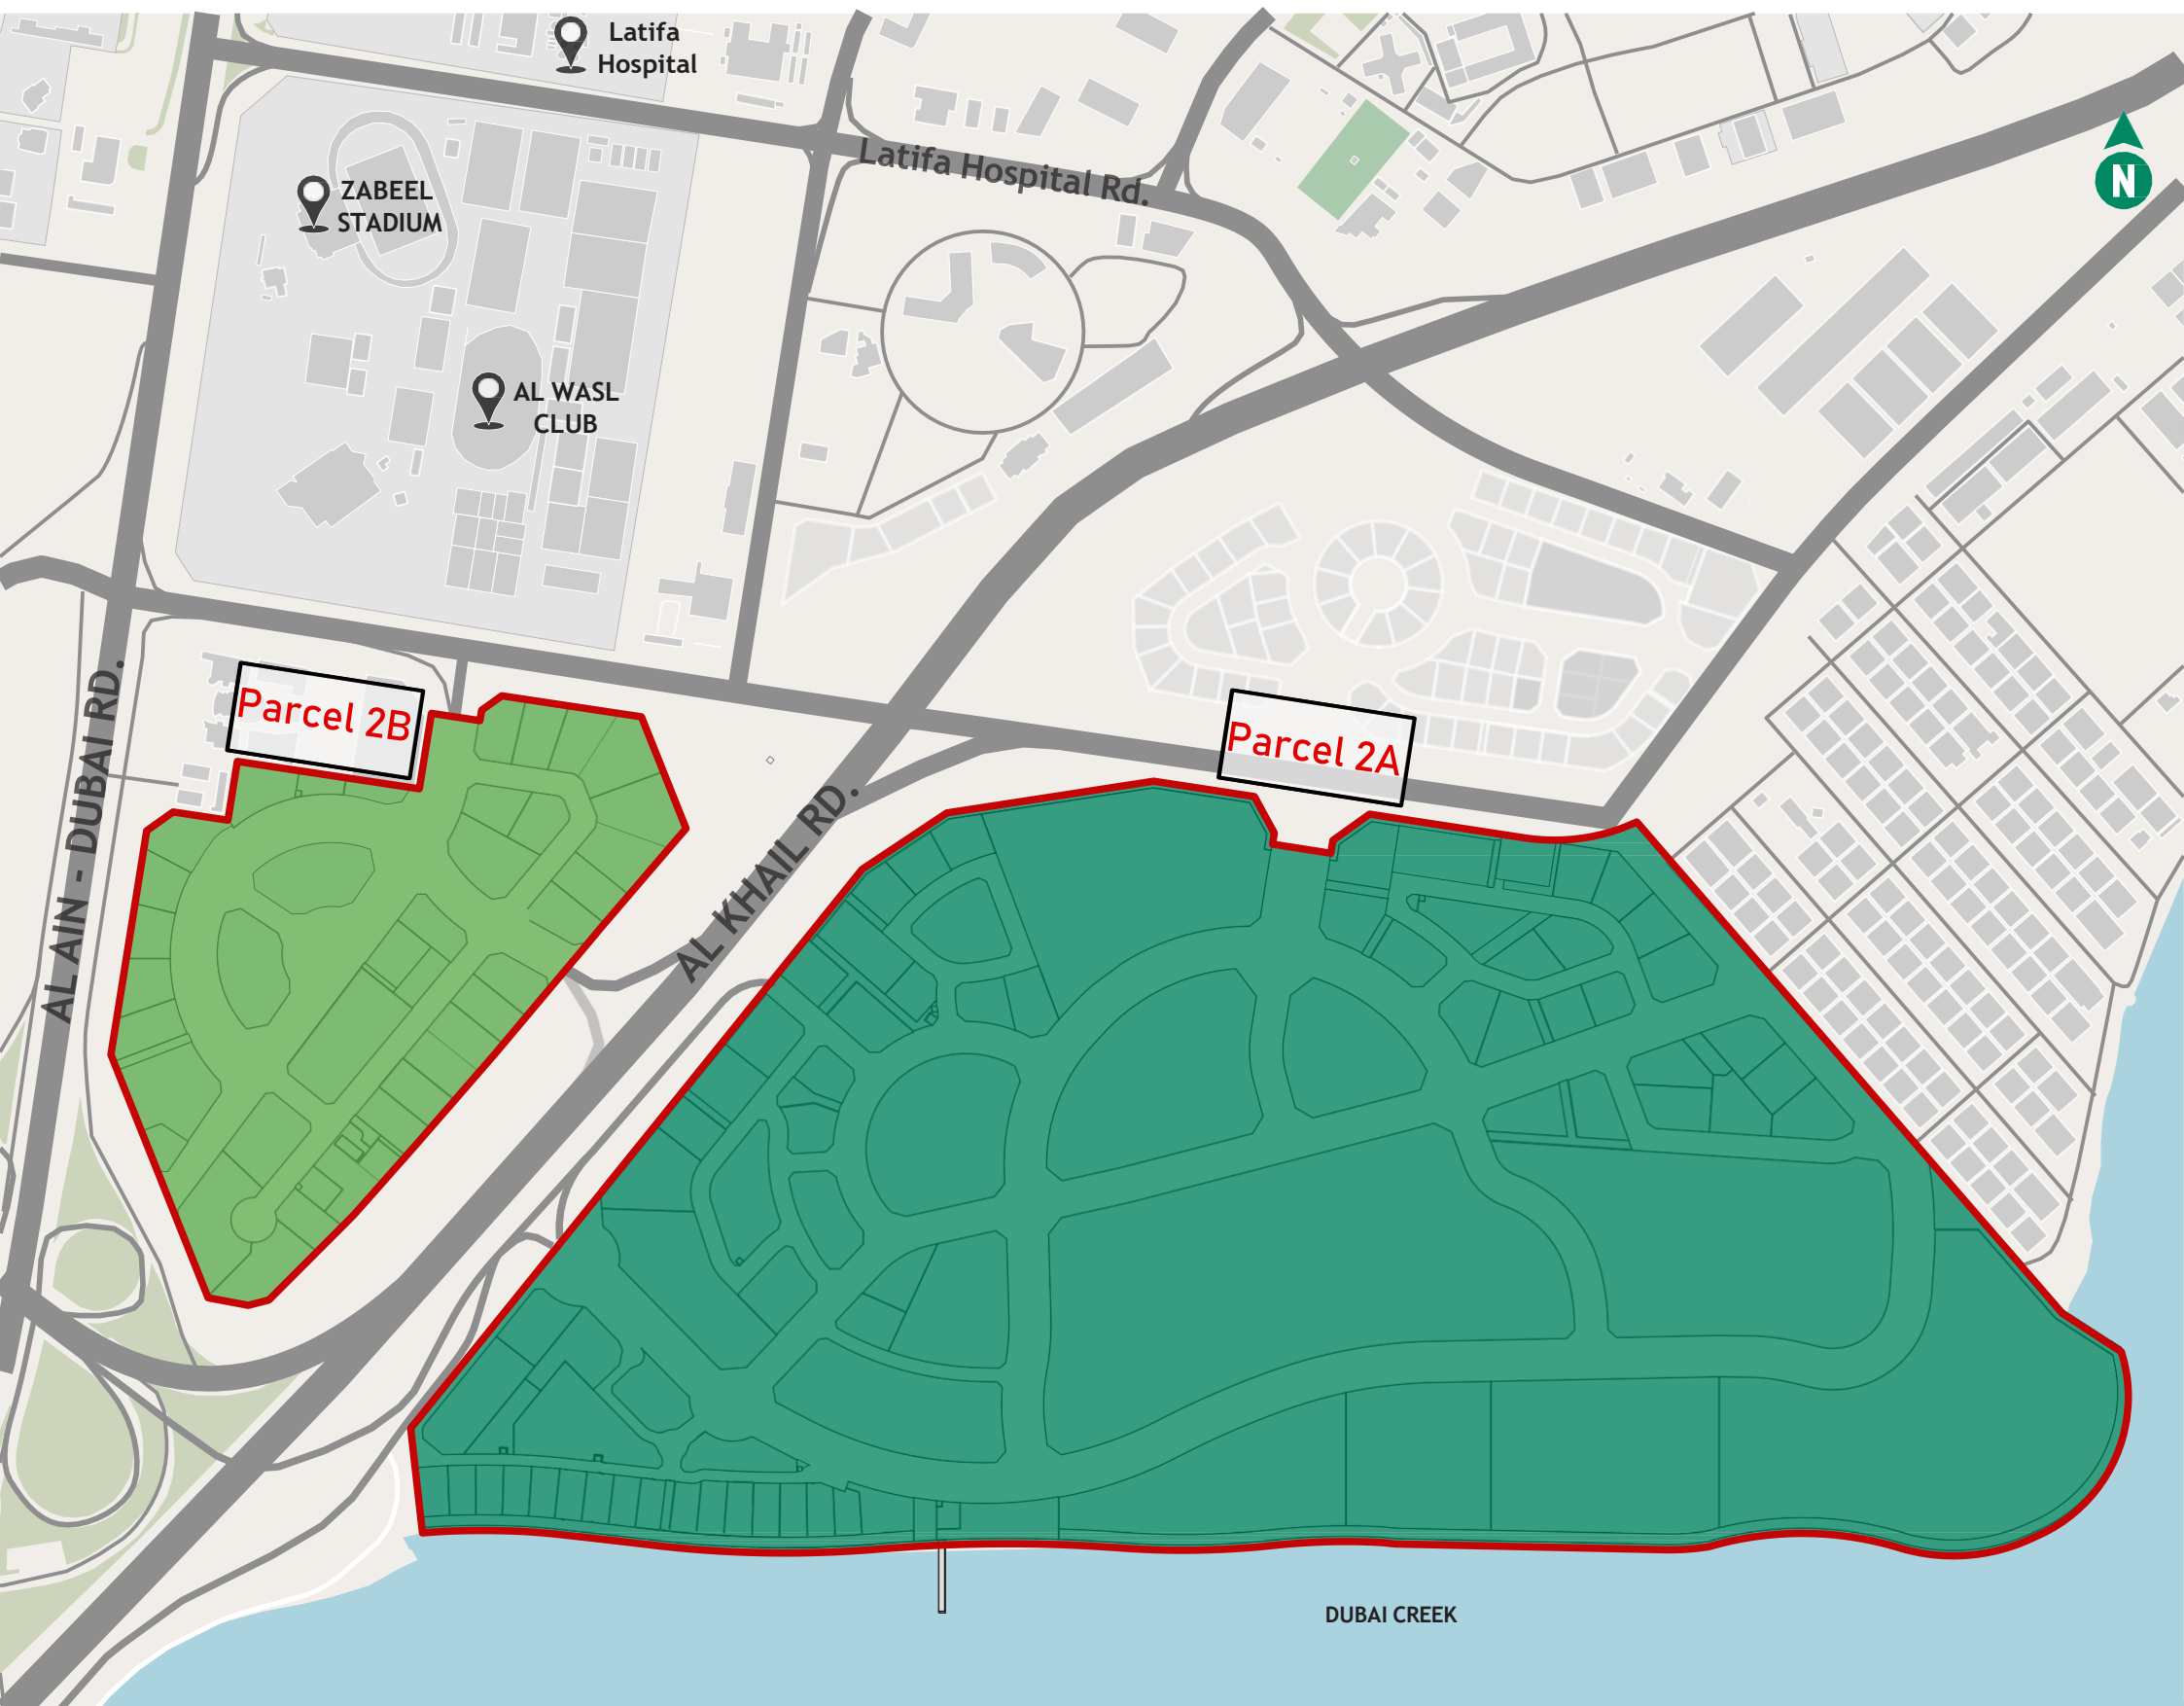 Latifa
Hospital
N
Latifa Hospital Rd.
ZABEEL
STADIUM
AL WASL
CLUB
Parcel 2B
Parcel 2A
AL AIN - DUBAI RD.
AL KHAIL RD.
DUBAI CREEK